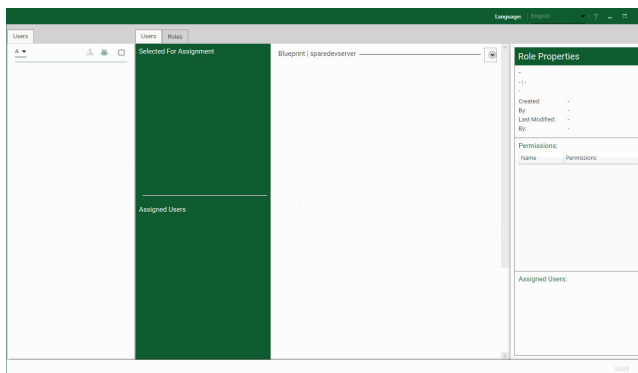 Language: | English
?
Users
Users
Roles
A
Selected For Assignment
Assigned Users
Blueprint | sparedevserver
Role Properties
-
- | -
-
Created: -
By: -
Last Modified: -
By: -
Permissions:
Name Permissions
Assigned Users:
SAVE